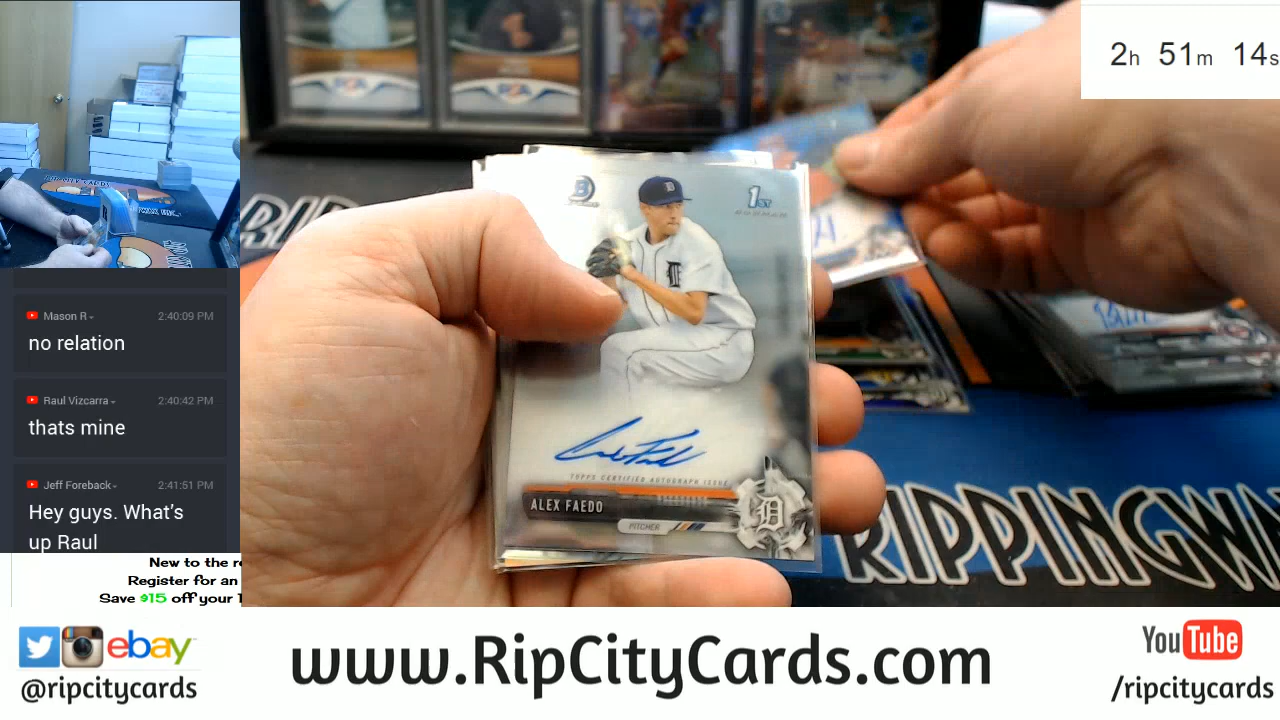 2h 51m 14s
Mason R
2:40:09 PM
no relation
Raul Vizcarra
2:40:42 PM
thats mine
Jeff Foreback
2:41:51 PM
Hey guys. What's
up Raul
New to the r
Register for an
Save $15 off your
1ST
BOWMAN
D
TOPPS CERTIFIED AUTOGRAPH ISSUE
ALEX FAEDO
PITCHER
D
RIPPINGW
ebay
@ripcitycards
www.RipCityCards.com
YouTube
/ripcitycards